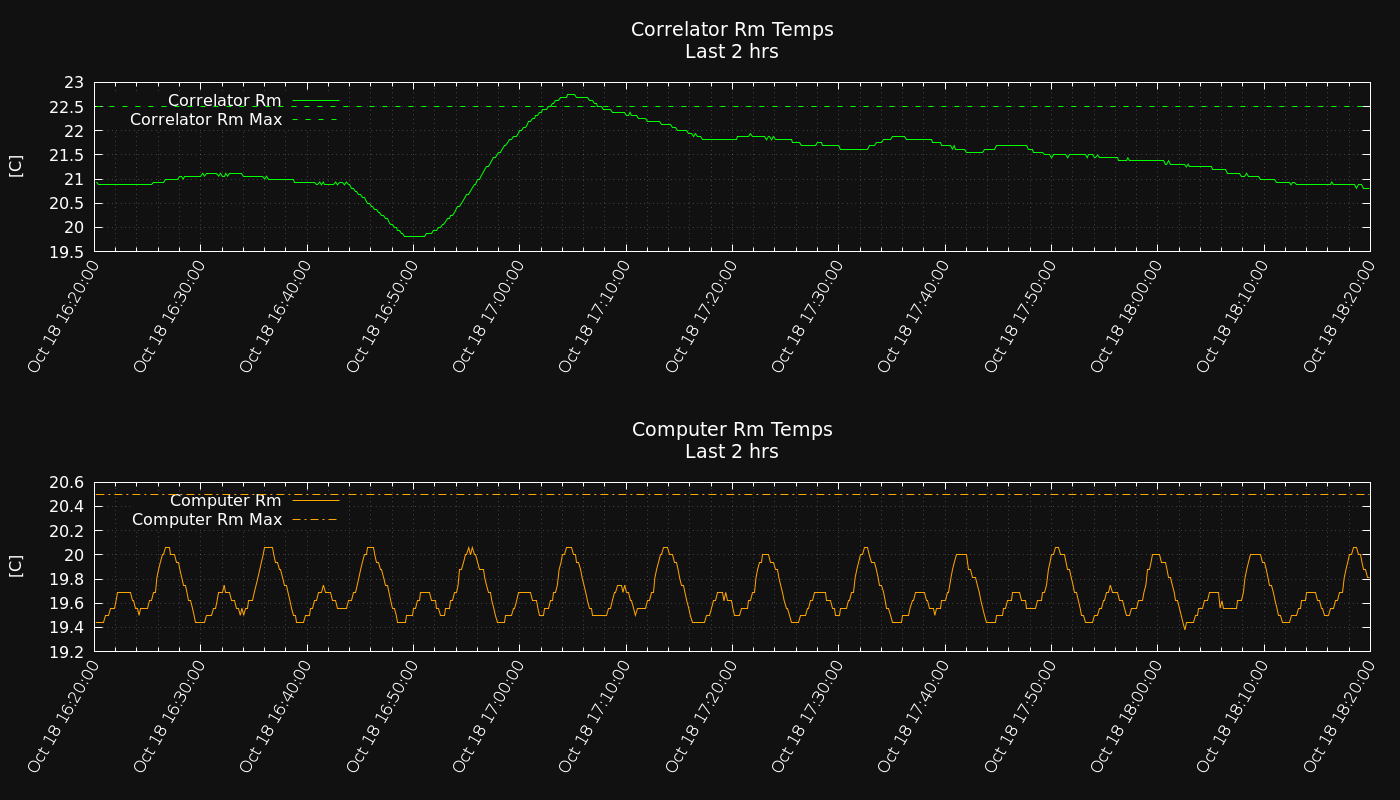 Correlator Rm Temps
Last 2 hrs
23
22.5
22
21.5
21
20.5
20
19.5
[C]
Correlator Rm
Correlator Rm Max
Oct 18 16:20:00
Oct 18 16:30:00
Oct 18 16:40:00
Oct 18 16:50:00
Oct 18 17:00:00
Oct 18 17:10:00
Oct 18 17:20:00
Oct 18 17:30:00
Oct 18 17:40:00
Oct 18 17:50:00
Oct 18 18:00:00
Oct 18 18:10:00
Oct 18 18:20:00
Computer Rm Temps
Last 2 hrs
20.6
20.4
20.2
20
19.8
19.6
19.4
19.2
[C]
Computer Rm
Computer Rm Max
Oct 18 16:20:00
Oct 18 16:30:00
Oct 18 16:40:00
Oct 18 16:50:00
Oct 18 17:00:00
Oct 18 17:10:00
Oct 18 17:20:00
Oct 18 17:30:00
Oct 18 17:40:00
Oct 18 17:50:00
Oct 18 18:00:00
Oct 18 18:10:00
Oct 18 18:20:00